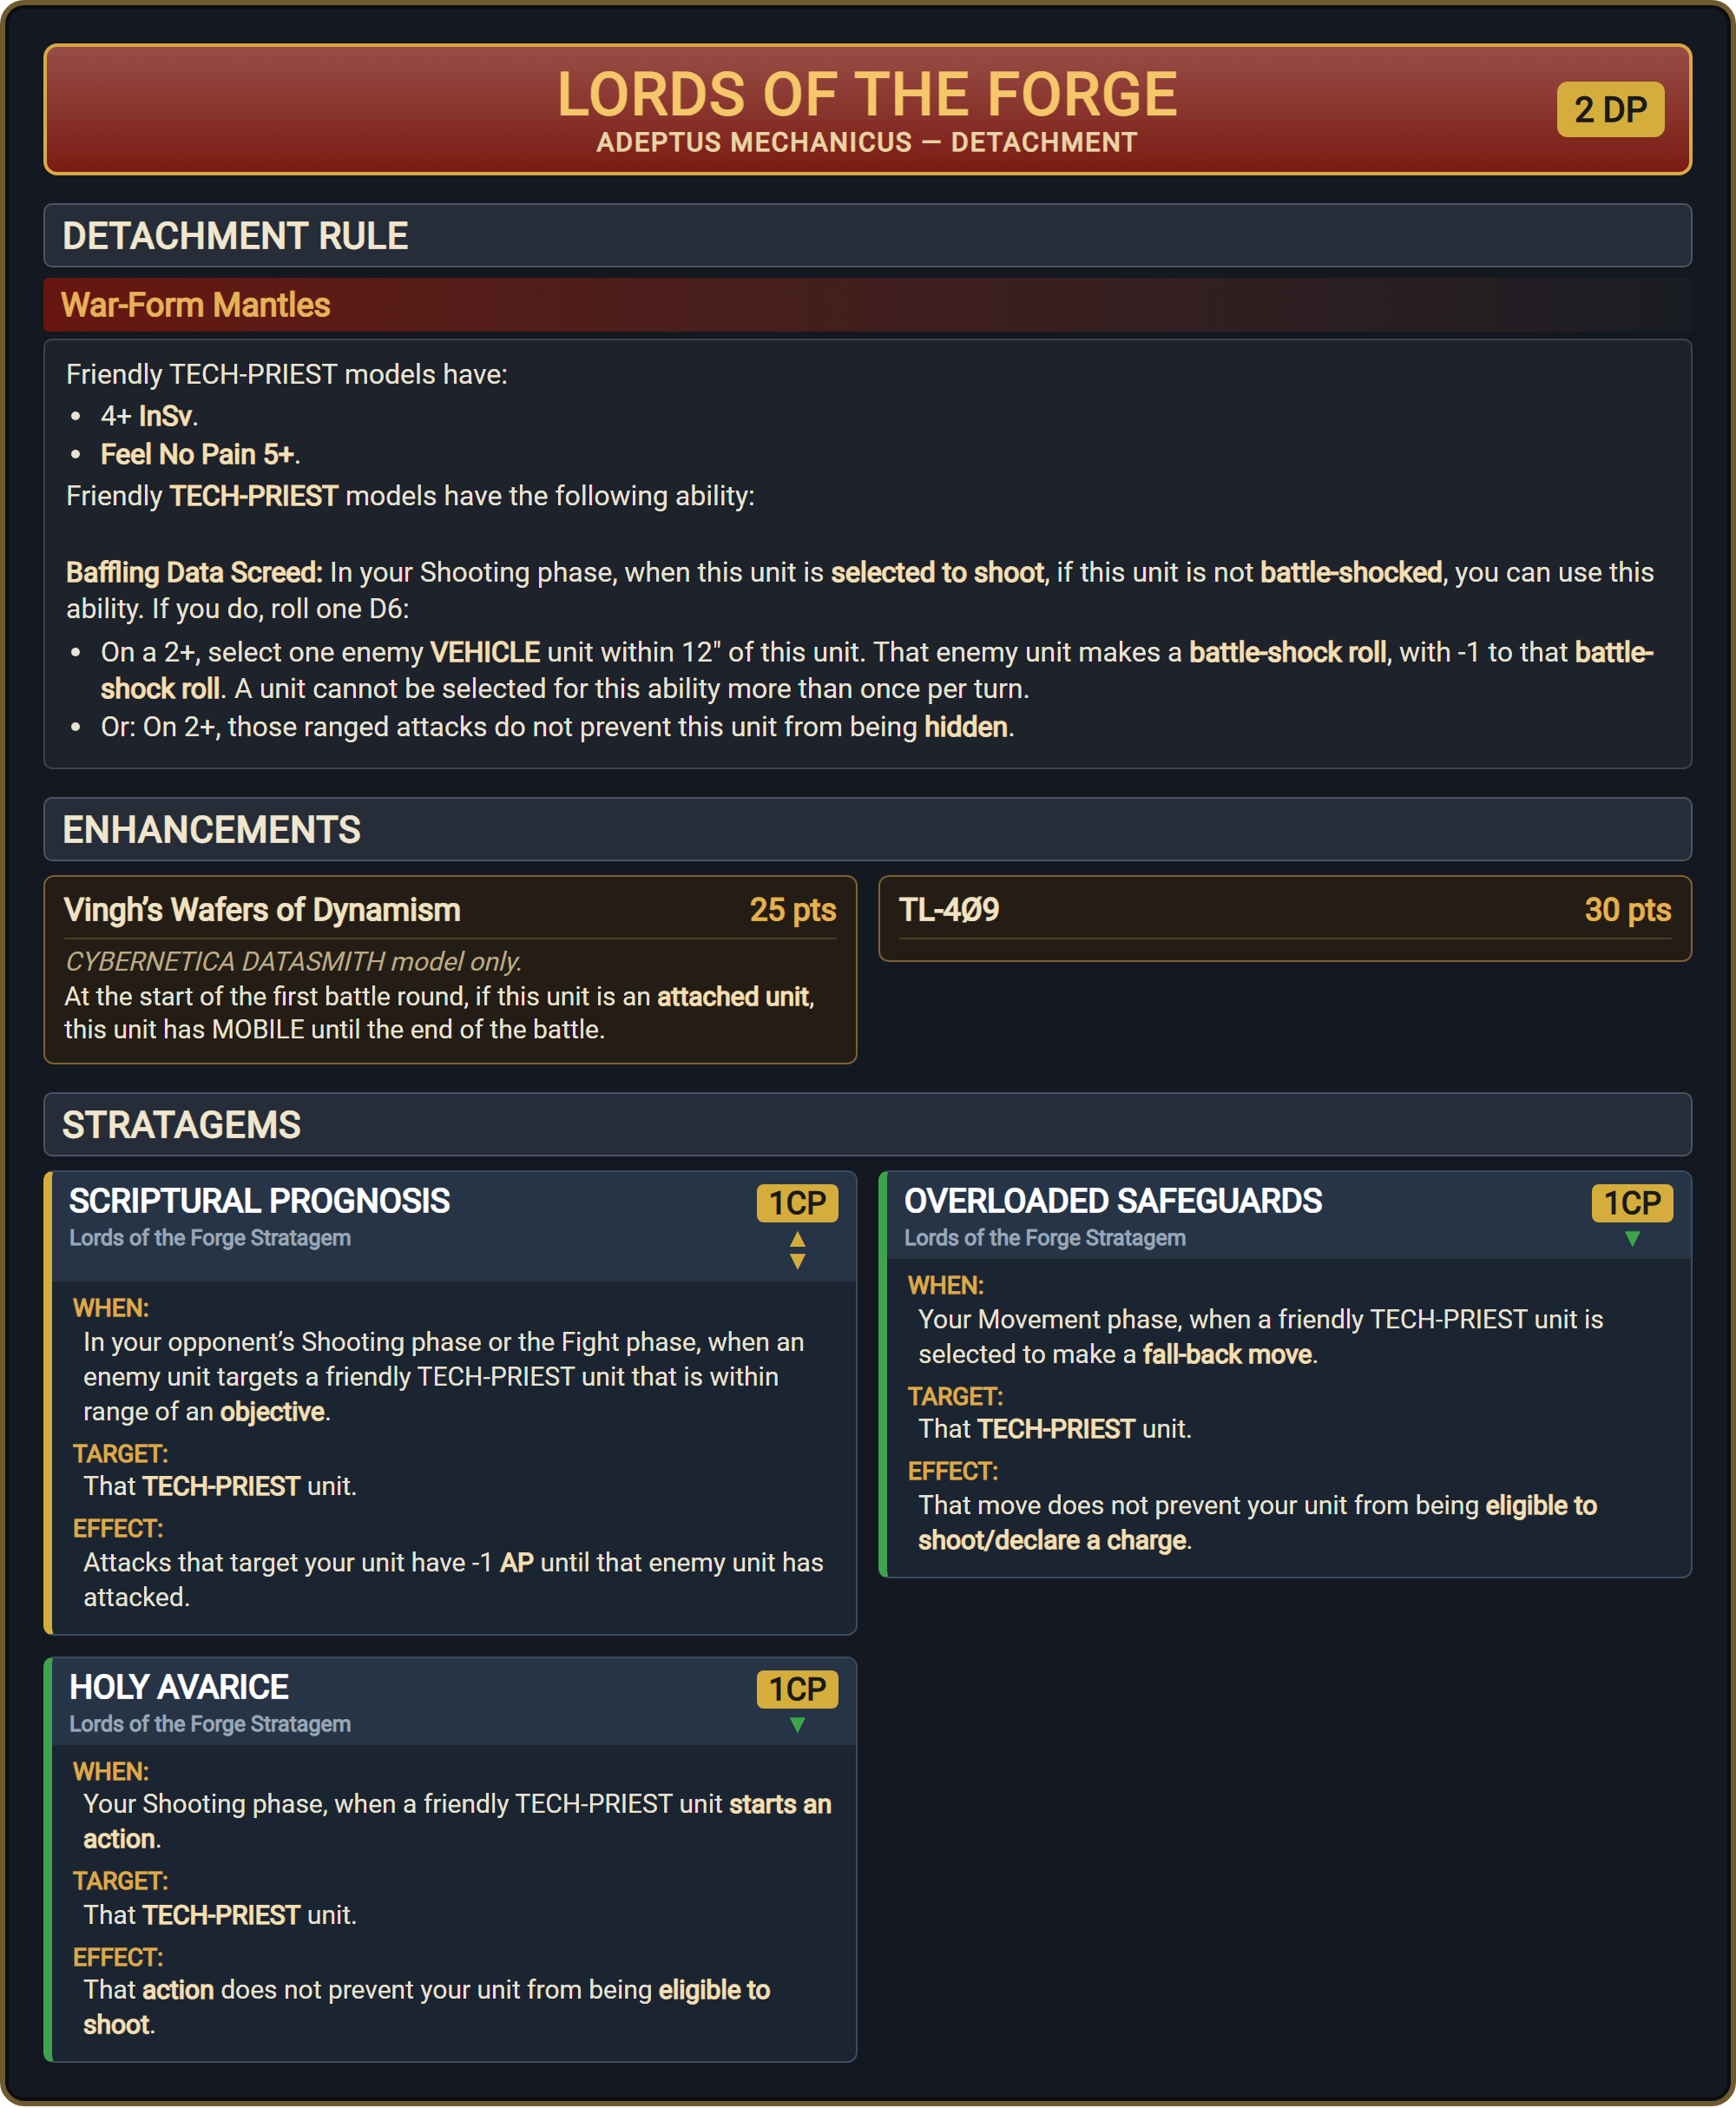 LORDS OF THE FORGE
ADEPTUS MECHANICUS — DETACHMENT
2 DP
DETACHMENT RULE
War-Form Mantles
Friendly TECH-PRIEST models have:
• 4+ InSv.
• Feel No Pain 5+.
Friendly TECH-PRIEST models have the following ability:
Baffling Data Screed: In your Shooting phase, when this unit is selected to shoot, if this unit is not battle-shocked, you can use this
ability. If you do, roll one D6:
• On a 2+, select one enemy VEHICLE unit within 12" of this unit. That enemy unit makes a battle-shock roll, with -1 to that battle-
shock roll. A unit cannot be selected for this ability more than once per turn.
• Or: On 2+, those ranged attacks do not prevent this unit from being hidden.
ENHANCEMENTS
Vingh’s Wafers of Dynamism 25 pts
CYBERNETICA DATASMITH model only.
At the start of the first battle round, if this unit is an attached unit,
this unit has MOBILE until the end of the battle.
TL-4Ø9 30 pts
STRATAGEMS
SCRIPTURAL PROGNOSIS 1CP
Lords of the Forge Stratagem
▲
▼
WHEN:
In your opponent’s Shooting phase or the Fight phase, when an
enemy unit targets a friendly TECH-PRIEST unit that is within
range of an objective.
TARGET:
That TECH-PRIEST unit.
EFFECT:
Attacks that target your unit have -1 AP until that enemy unit has
attacked.
OVERLOADED SAFEGUARDS 1CP
Lords of the Forge Stratagem ▼
WHEN:
Your Movement phase, when a friendly TECH-PRIEST unit is
selected to make a fall-back move.
TARGET:
That TECH-PRIEST unit.
EFFECT:
That move does not prevent your unit from being eligible to
shoot/declare a charge.
HOLY AVARICE 1CP
Lords of the Forge Stratagem ▼
WHEN:
Your Shooting phase, when a friendly TECH-PRIEST unit starts an
action.
TARGET:
That TECH-PRIEST unit.
EFFECT:
That action does not prevent your unit from being eligible to
shoot.